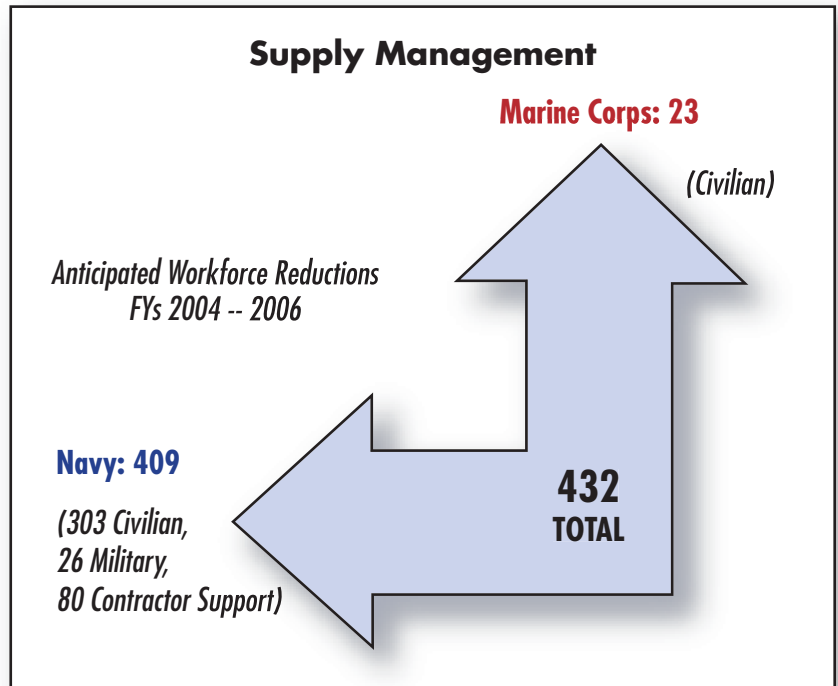 Supply Management
Marine Corps: 23
(Civilian)
Anticipated Workforce Reductions
FYs 2004 -- 2006
Navy: 409
(303 Civilian,
26 Military,
80 Contractor Support)
432
TOTAL